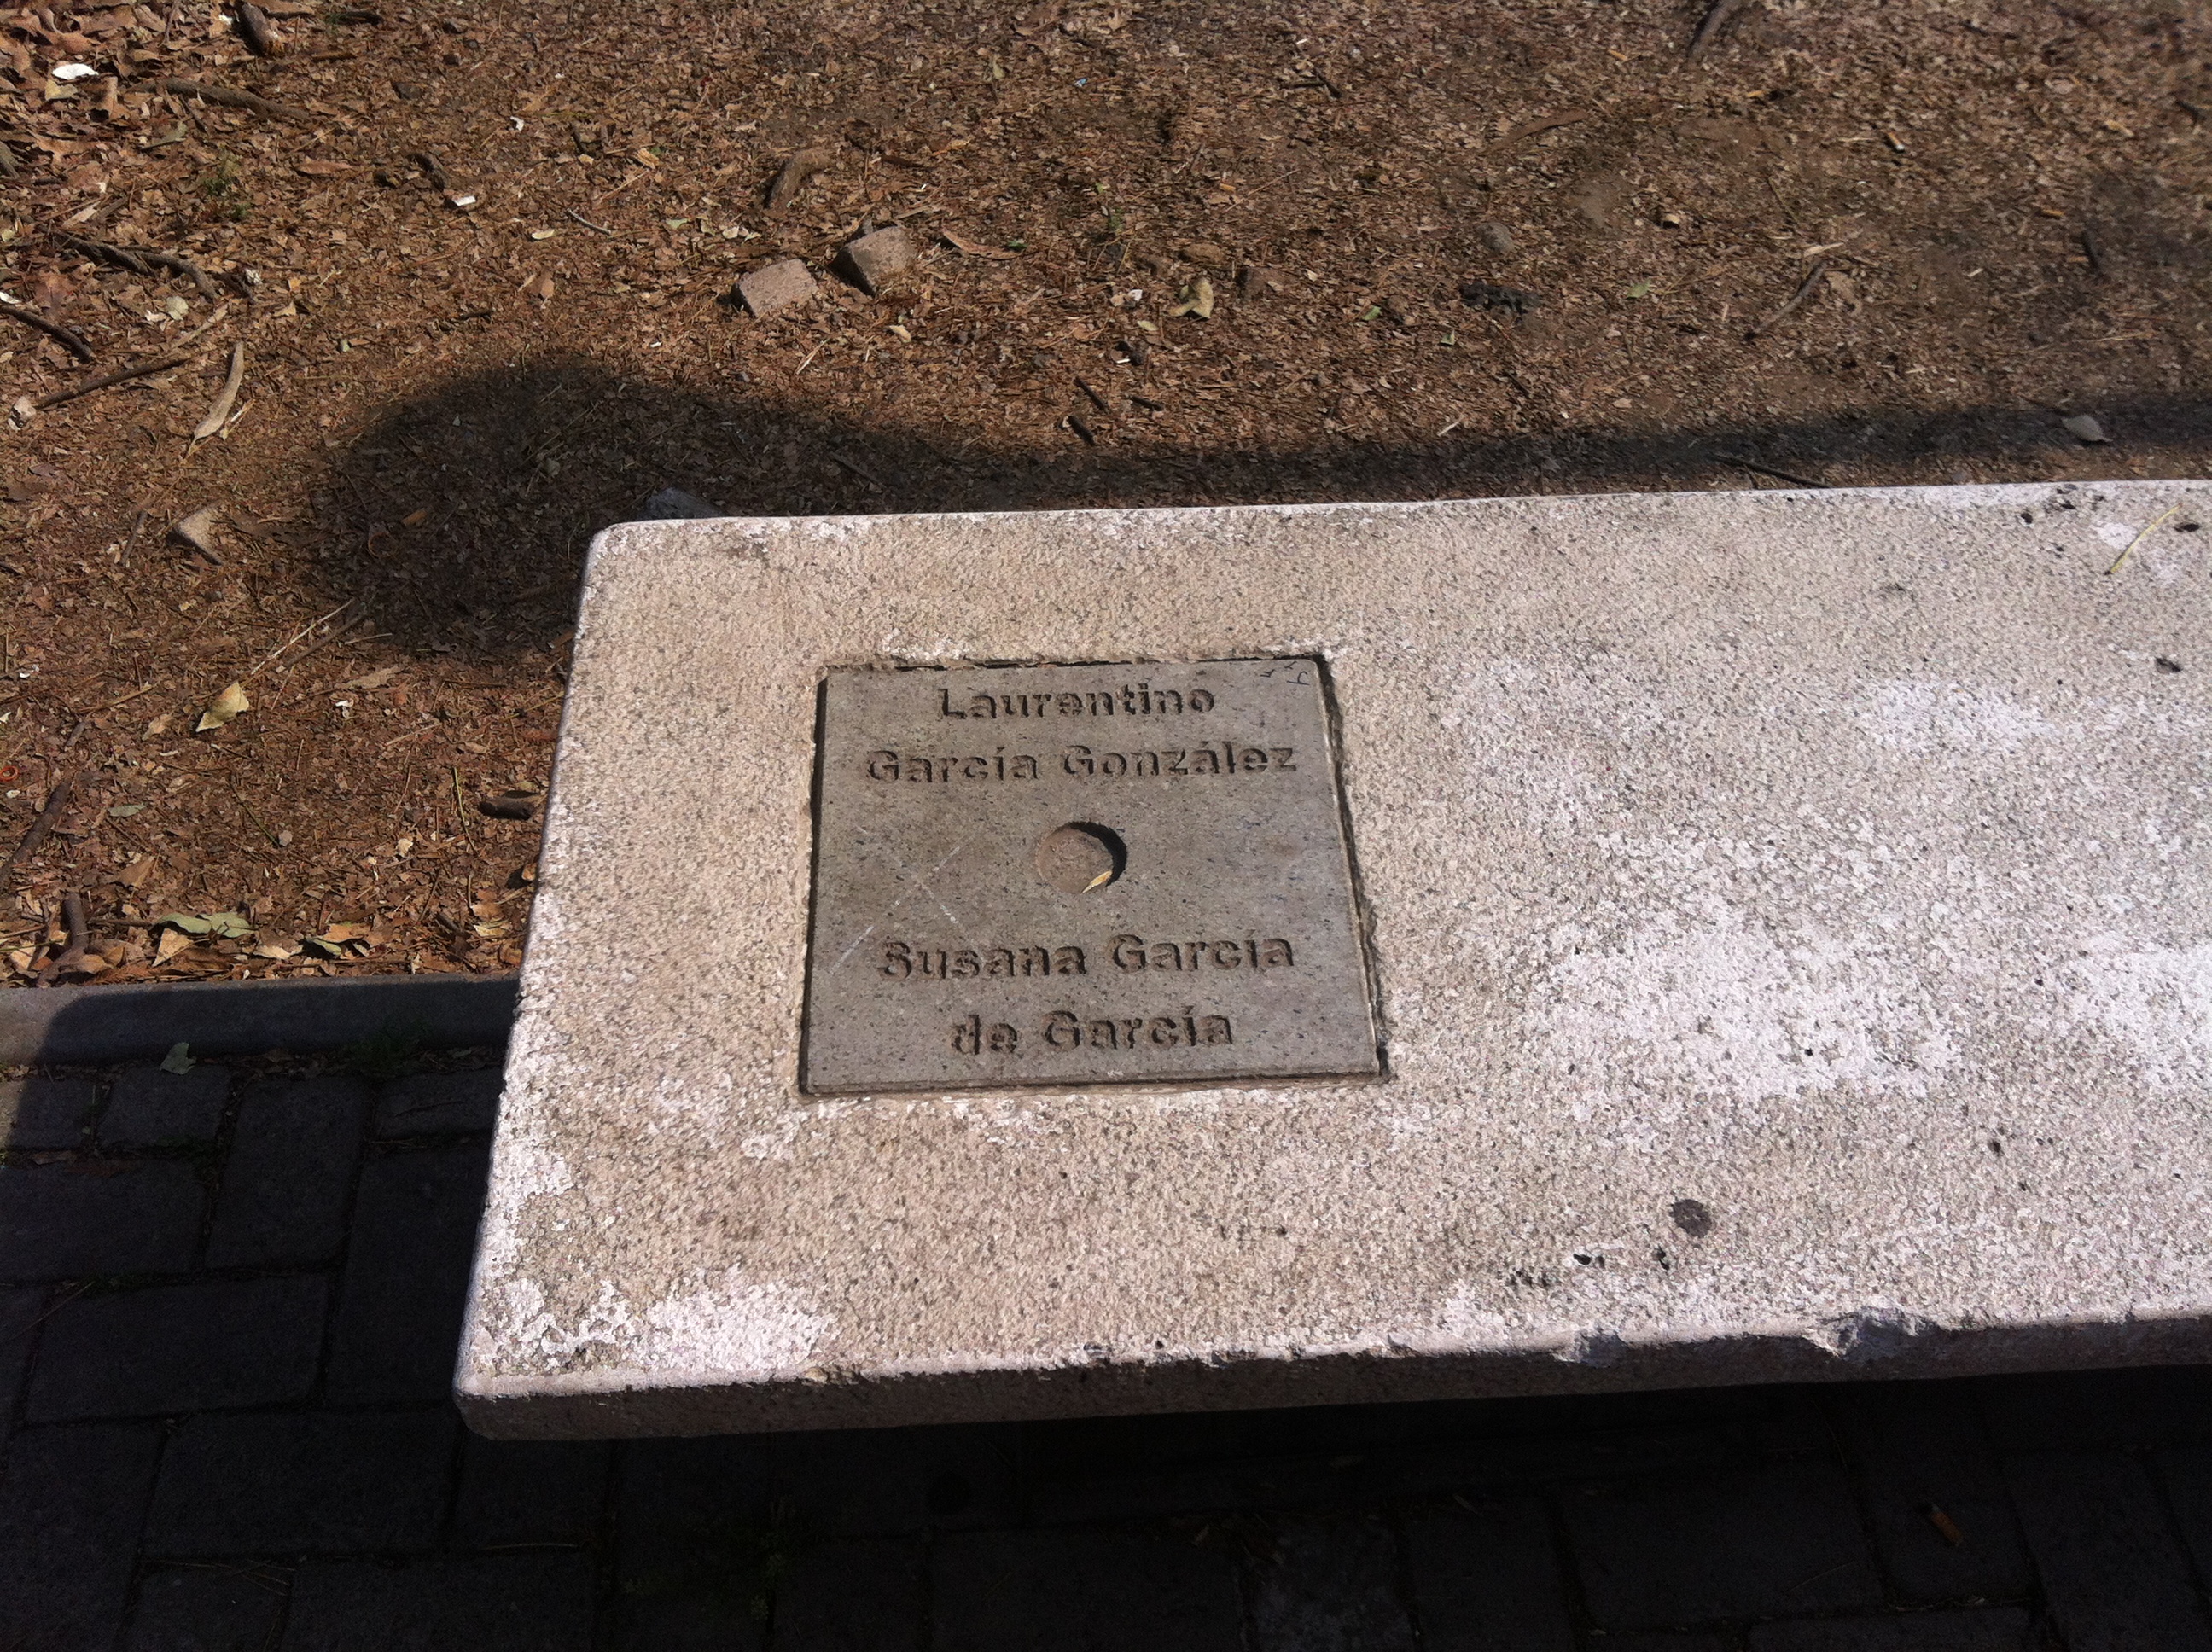 Laurentino
García González
Susana García
de García